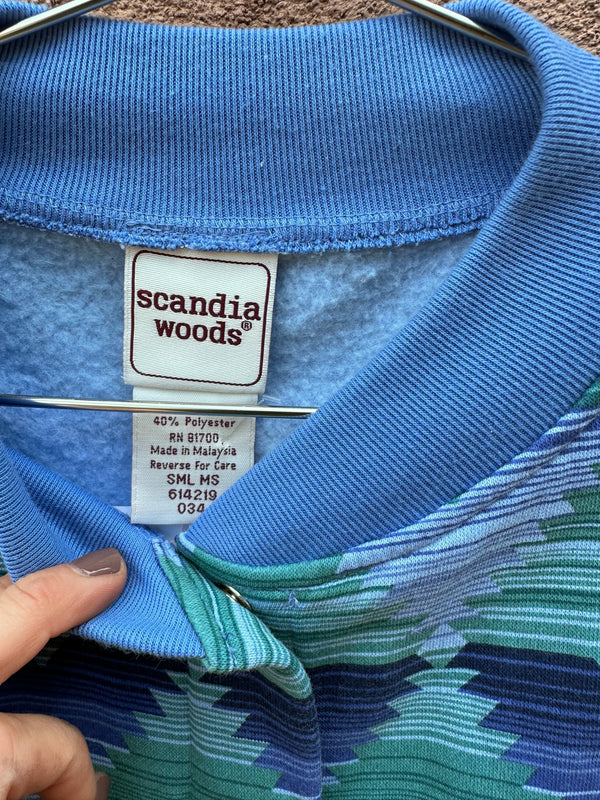 scandia
woods®
40% Polyester
RN 81700
Made in Malaysia
Reverse For Care
SML MS
614219
034